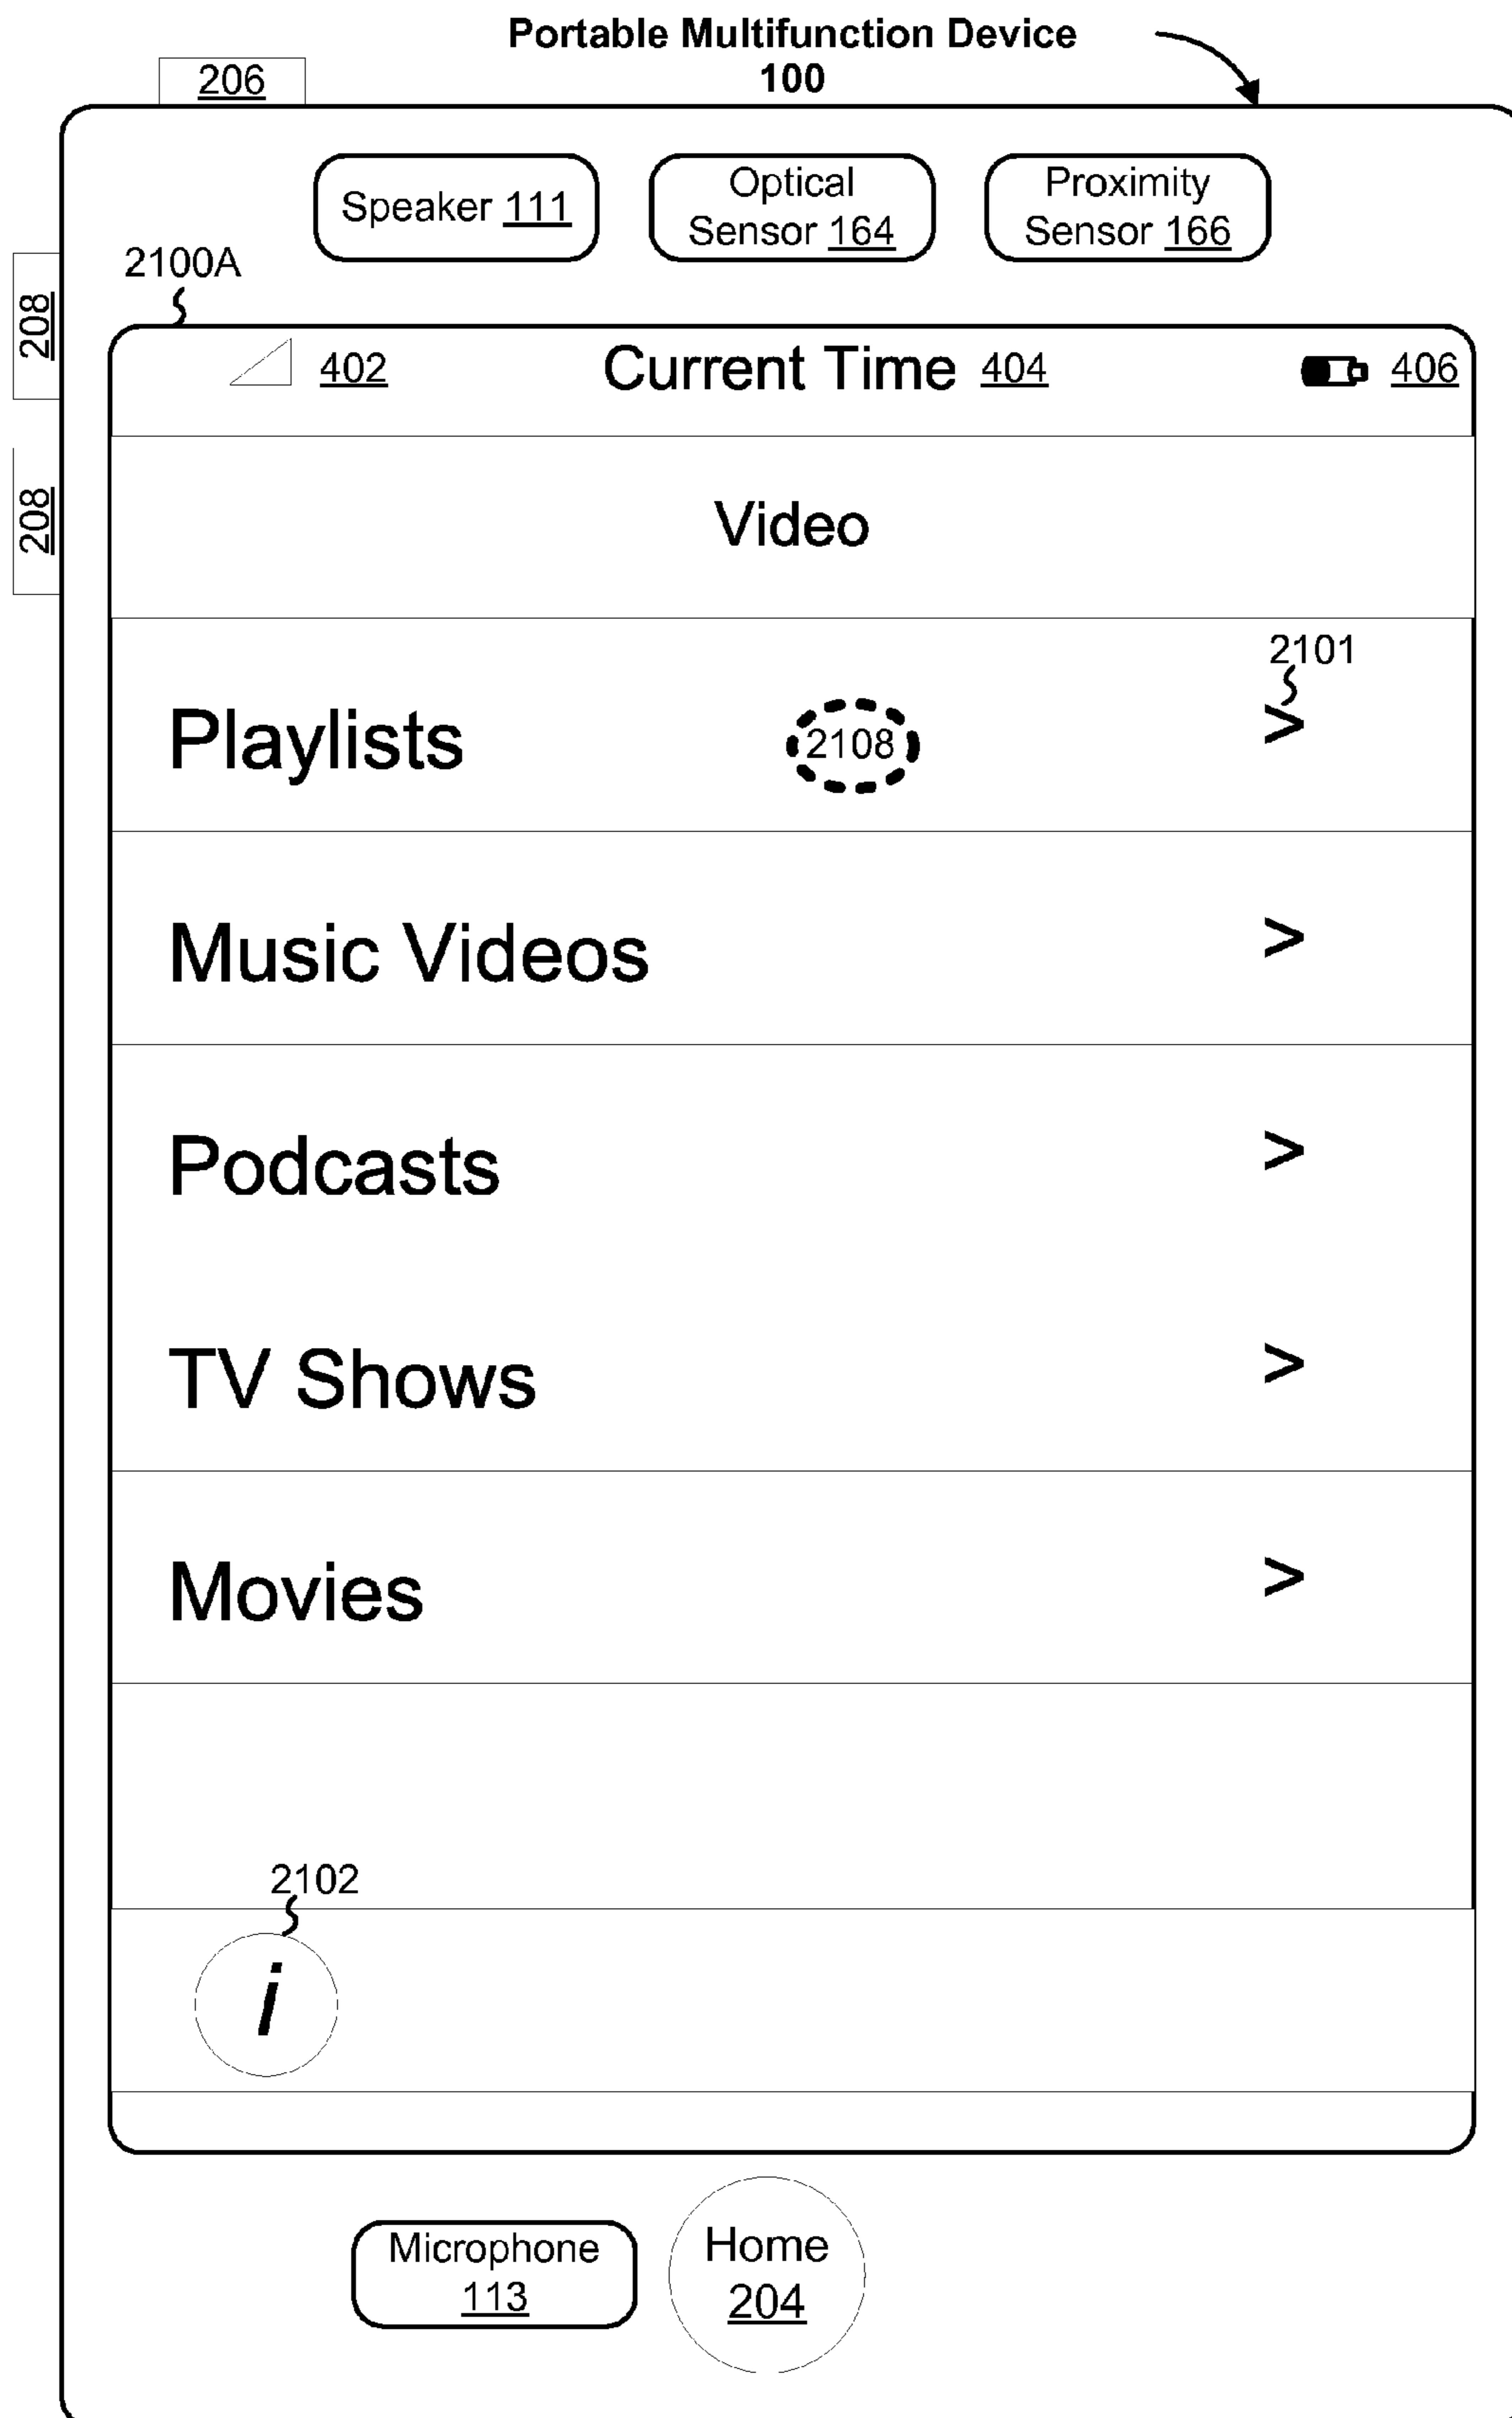 Portable Multifunction Device
100
206
Speaker 111
Optical
Sensor 164
Proximity
Sensor 166
2100A
208
402
Current Time 404
406
208
Video
2101
Playlists
2108
>
Music Videos
>
Podcasts
>
TV Shows
>
Movies
>
2102
i
Microphone
113
Home
204